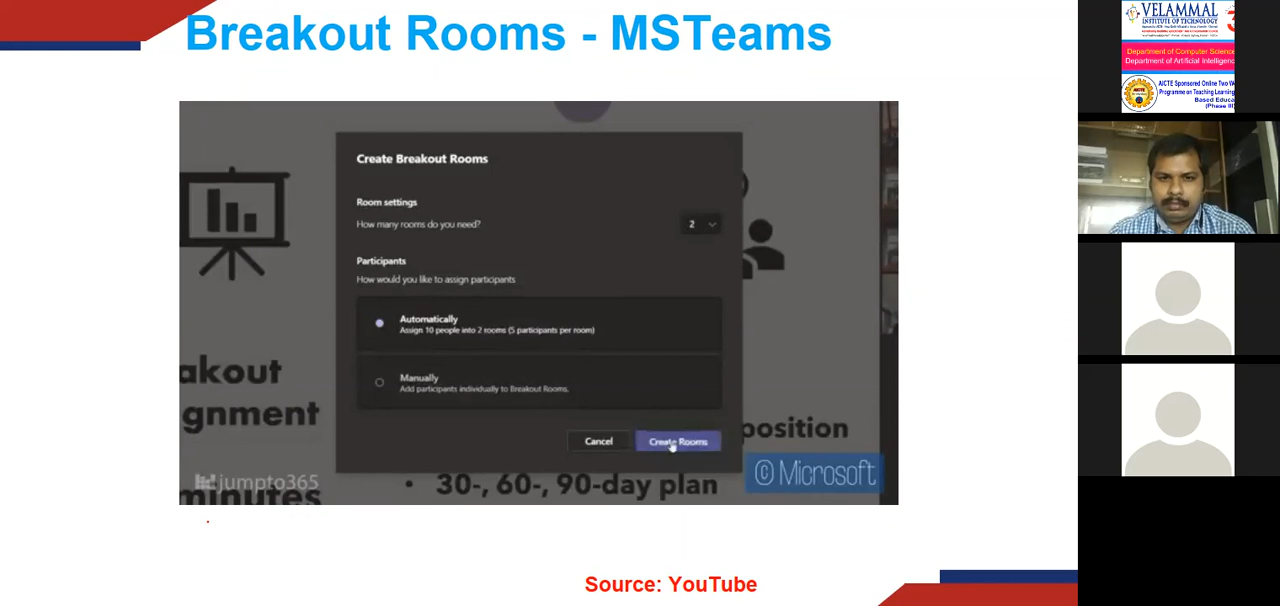 Breakout Rooms - MSTeams
Create Breakout Rooms
Room settings
How many rooms do you need?
2
Participants
How would you like to assign participants
Automatically
Assign 10 people into 2 rooms (5 participants per room)
Manually
Add participants individually to Breakout Rooms.
Cancel
Create Rooms
akout
ignment
position
jumpto365
minutes
• 30-, 60-, 90-day plan
© Microsoft
Source: YouTube
VELAMMAL
INSTITUTE OF TECHNOLOGY
Department of Computer Science
Department of Artificial Intelligenc
AICTE Sponsored Online Two W
Programme on Teaching Learning
Based Educa
(Phase III)